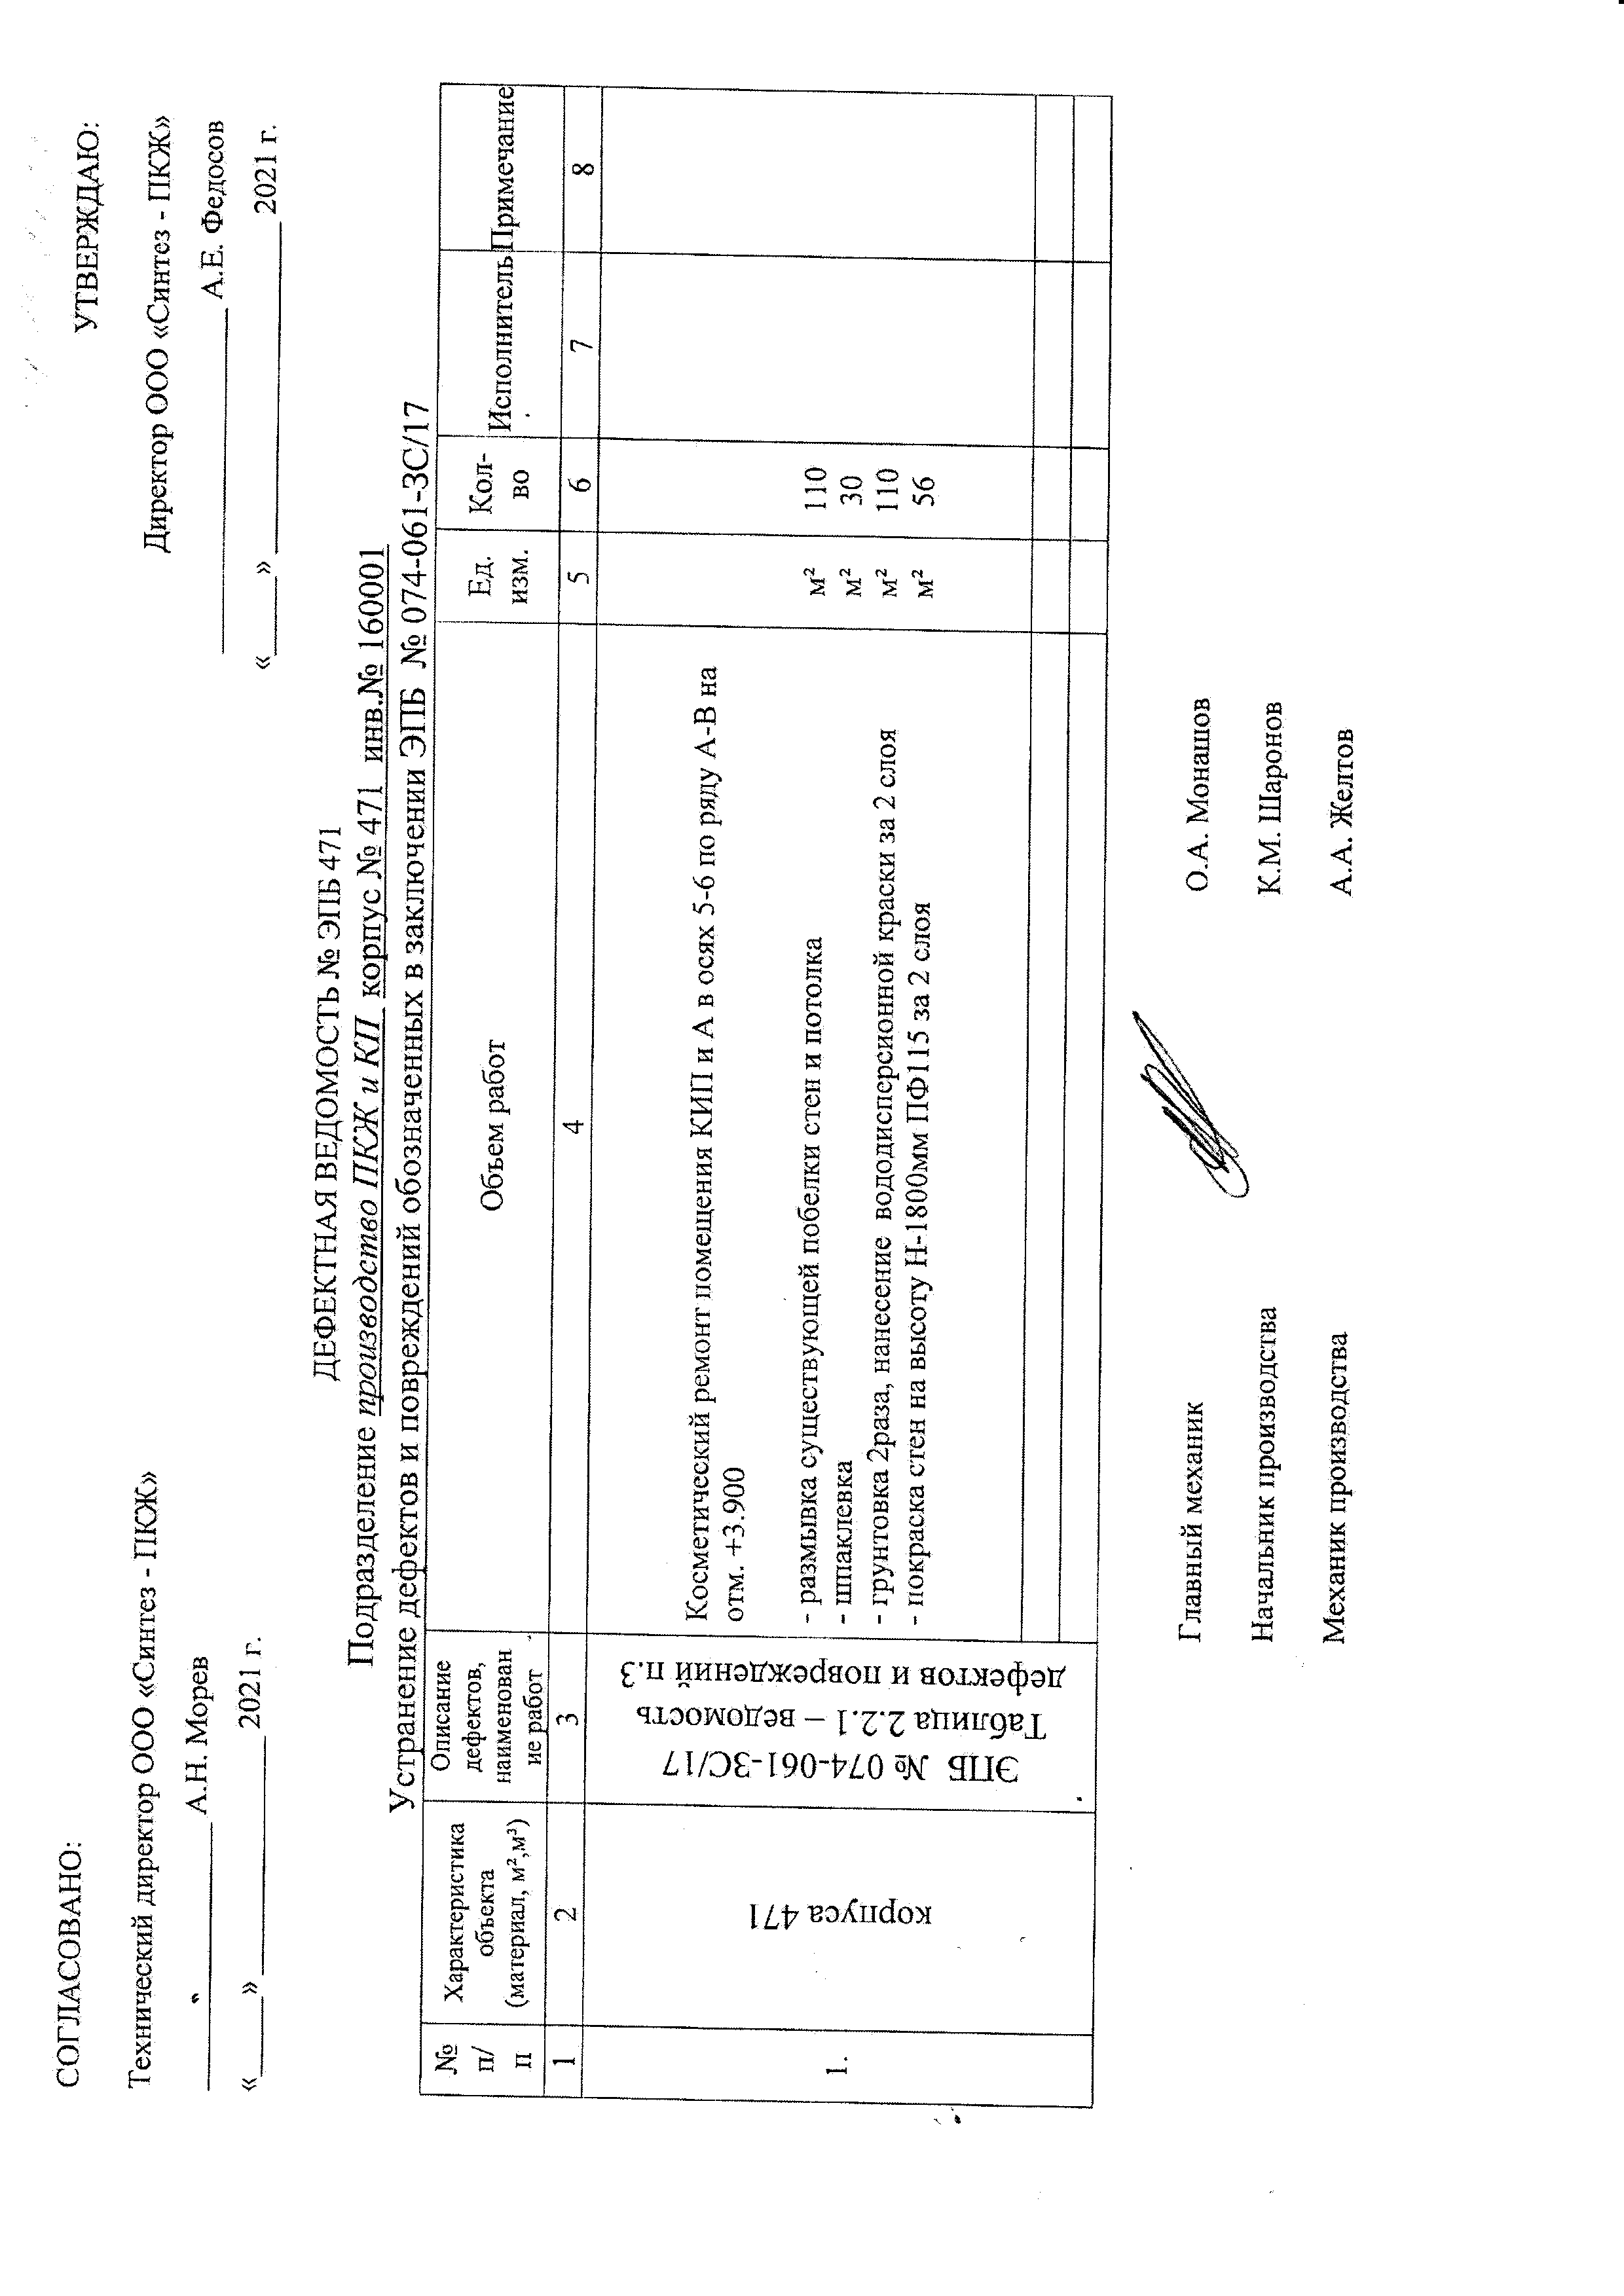 СОГЛАСОВАНО:
Технический директор ООО «Синтез - ПКЖ»
А.Н. Морев
«___» 2021 г.
УТВЕРЖДАЮ:
Директор ООО «Синтез - ПКЖ»
А.Е. Федосов
«___» 2021 г.
ДЕФЕКТНАЯ ВЕДОМОСТЬ № ЭПБ 471
Подразделение производство ПКЖ и КП корпус № 471 инв.№ 160001
Устранение дефектов и повреждений обозначенных в заключении ЭПБ № 074-061-ЗС/17
№
п/
п
Характеристика
объекта
(материал, м²,м³)
Описание
дефектов,
наименован
ие работ
Объем работ
Ед.
изм.
Кол-
во
Исполнитель
Примечание
1 2 3 4 5 6 7 8
1.
корпуса 471
ЭПБ № 074-061-ЗС/17
Таблица 2.2.1 – ведомость
дефектов и повреждений п.3
Косметический ремонт помещения КИП и А в осях 5-6 по ряду А-В на
отм. +3.900
- размывка существующей побелки стен и потолка м² 110
- шпаклевка м² 30
- грунтовка 2раза, нанесение вододисперсионной краски за 2 слоя м² 110
- покраска стен на высоту Н-1800мм ПФ115 за 2 слоя м² 56
Главный механик О.А. Монашов
Начальник производства К.М. Шаронов
Механик производства А.А. Желтов